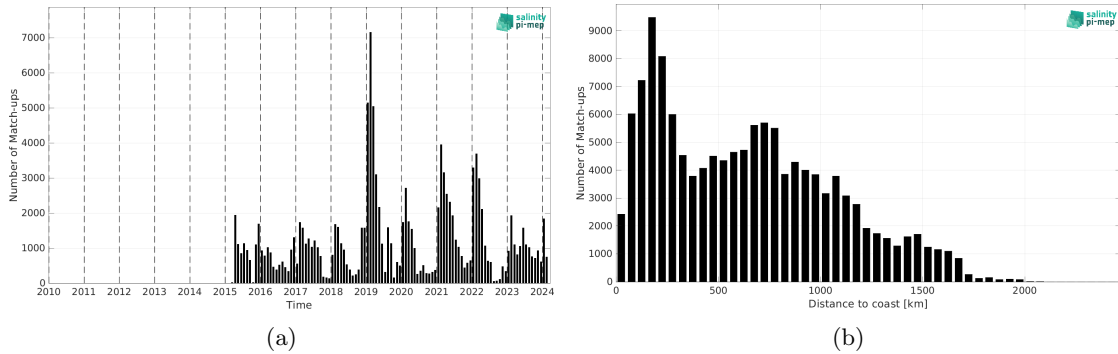 salinity
pi-mep
Number of Match-ups
7000
6000
5000
4000
3000
2000
1000
0
2010 2011 2012 2013 2014 2015 2016 2017 2018 2019 2020 2021 2022 2023 2024
Time
(a)
salinity
pi-mep
Number of Match-ups
9000
8000
7000
6000
5000
4000
3000
2000
1000
0
0 500 1000 1500 2000
Distance to coast [km]
(b)